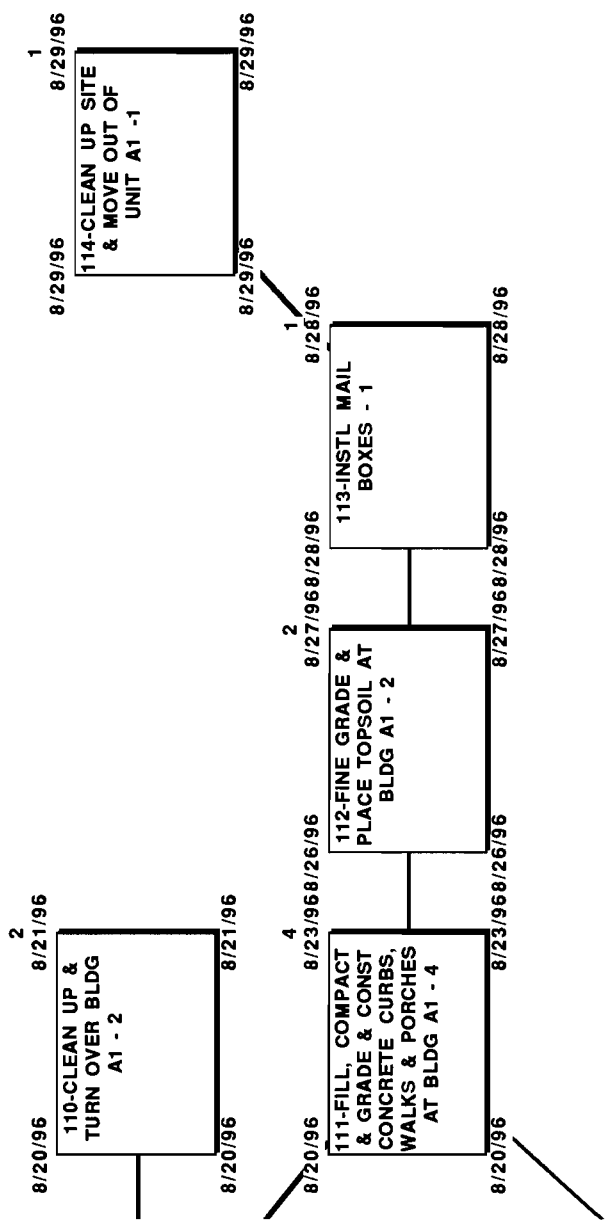 2
8/20/96 8/21/96
110-CLEAN UP &
TURN OVER BLDG
A1 - 2
8/20/96 8/21/96
4
8/20/96 8/23/96
111-FILL, COMPACT
& GRADE & CONST
CONCRETE CURBS,
WALKS & PORCHES
AT BLDG A1 - 4
8/20/96 8/23/96
2
8/26/96 8/27/96
112-FINE GRADE &
PLACE TOPSOIL AT
BLDG A1 - 2
8/26/96 8/27/96
1
8/28/96 8/28/96
113-INSTL MAIL
BOXES - 1
8/28/96 8/28/96
1
8/29/96 8/29/96
114-CLEAN UP SITE
& MOVE OUT OF
UNIT A1 -1
8/29/96 8/29/96